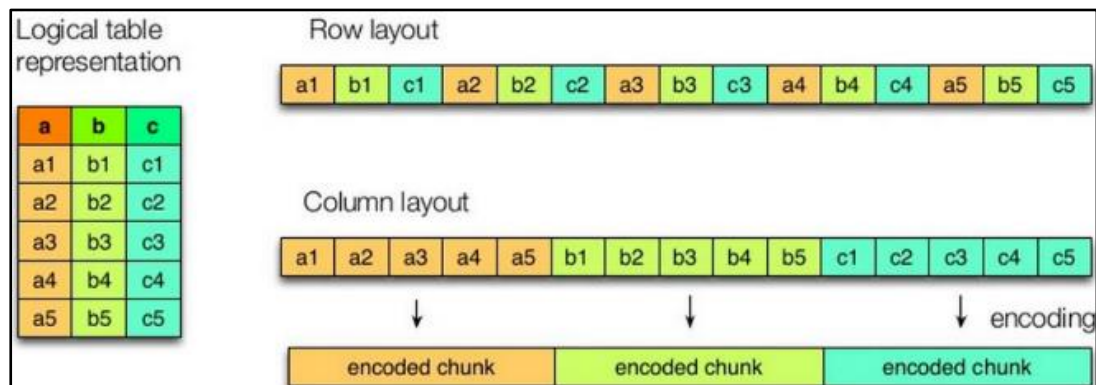 Logical table
representation
a b c
a1 b1 c1
a2 b2 c2
a3 b3 c3
a4 b4 c4
a5 b5 c5
Row layout
a1 b1 c1 a2 b2 c2 a3 b3 c3 a4 b4 c4 a5 b5 c5
Column layout
a1 a2 a3 a4 a5 b1 b2 b3 b4 b5 c1 c2 c3 c4 c5
encoding
encoded chunk encoded chunk encoded chunk